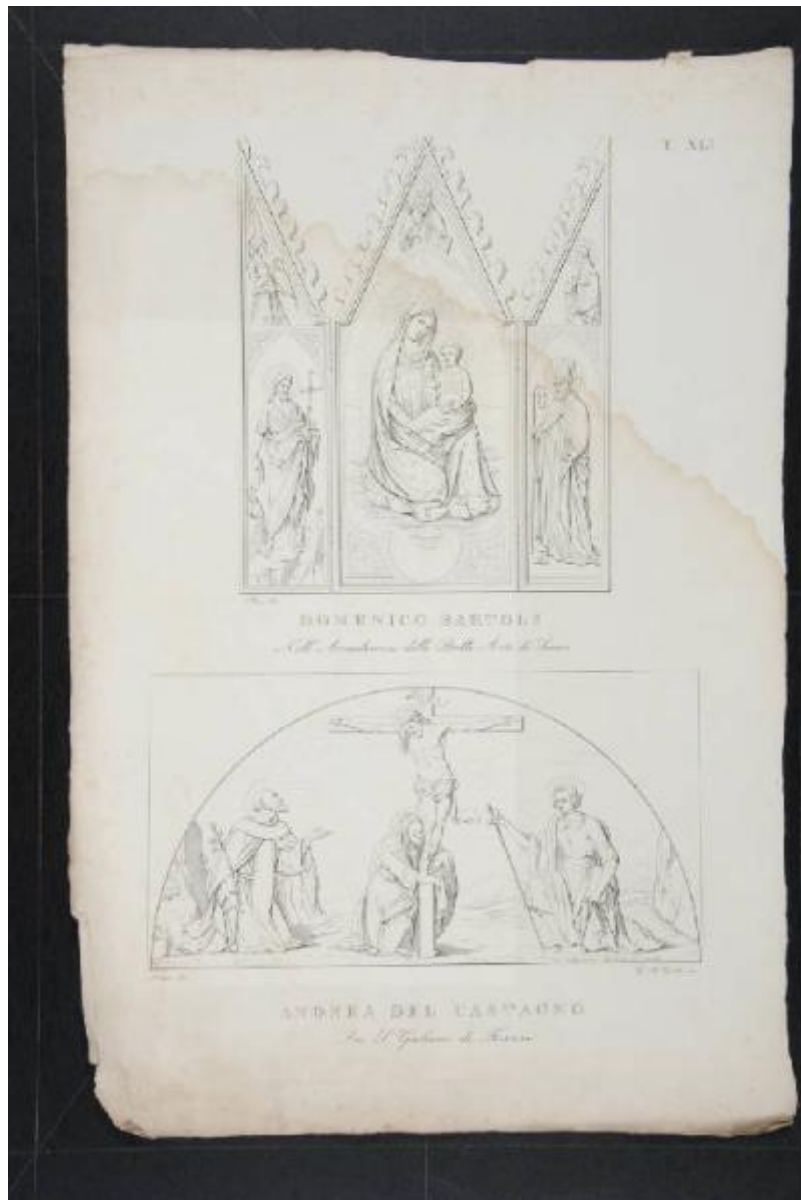 T. XL
DOMENICO BARTOLI
Nell' Accademia delle Belle Arti di Siena
ANDREA DEL CASTAGNO
In S. Giuliano di Firenze